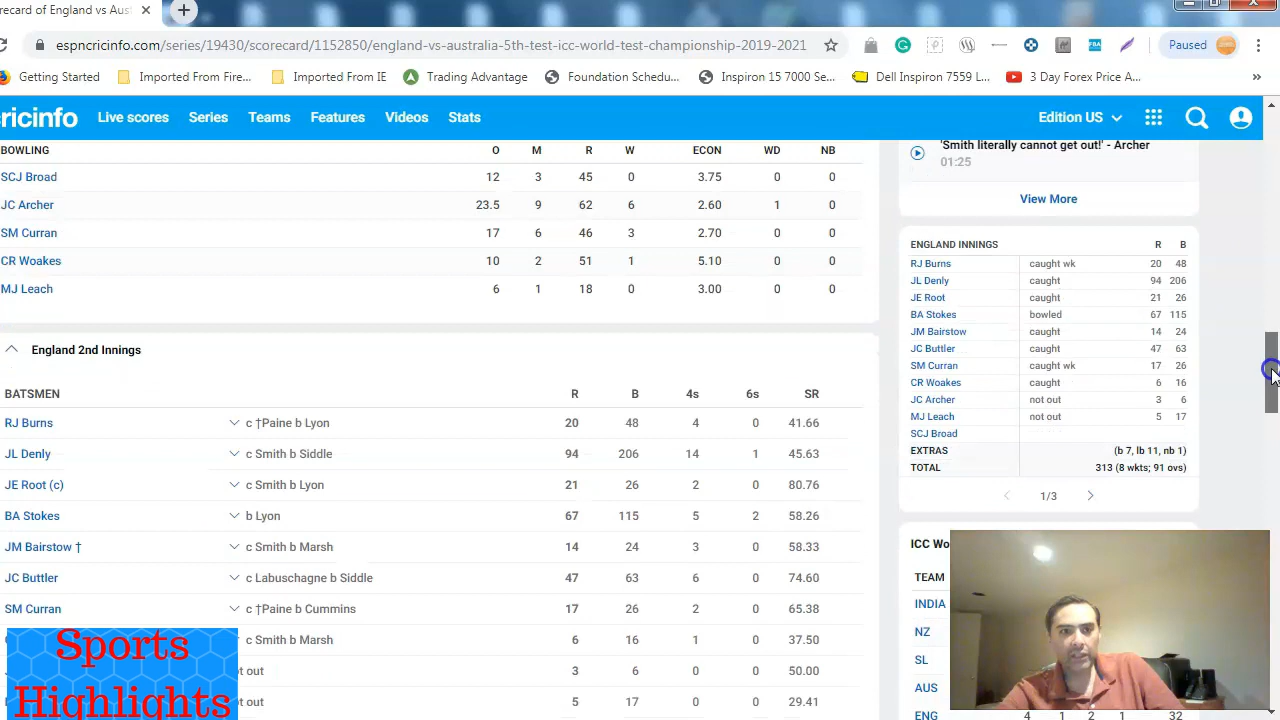 recard of England vs Aus
espncricinfo.com/series/19430/scorecard/
england-vs-australia-5th-test-icc-world-test-championship-2019-2021
Paused
Getting Started
Imported From Fire...
Imported From IE
Trading Advantage
Foundation Schedu...
Inspiron 15 7000 Se...
Dell Inspiron 7559 I...
3 Day Forex Price A...
»
ricinfo
Live scores Series Teams Features Videos Stats
Edition US
BOWLING O M R W ECON WD NB
SCJ Broad 12 3 45 0 3.75 0 0
JC Archer 23.5 9 62 6 2.60 1 0
SM Curran 17 6 46 3 2.70 0 0
CR Woakes 10 2 51 1 5.10 0 0
MJ Leach 6 1 18 0 3.00 0 0
England 2nd Innings
BATSMEN R B 4s 6s SR
RJ Burns c †Paine b Lyon 20 48 4 0 41.66
JL Denly c Smith b Siddle 94 206 14 1 45.63
JE Root (c) c Smith b Lyon 21 26 2 0 80.76
BA Stokes b Lyon 67 115 5 2 58.26
JM Bairstow † c Smith b Marsh 14 24 3 0 58.33
JC Buttler c Labuschagne b Siddle 47 63 6 0 74.60
SM Curran c †Paine b Cummins 17 26 2 0 65.38
c Smith b Marsh 6 16 1 0 37.50
ot out 3 6 0 0 50.00
ot out 5 17 0 0 29.41
Sports
Highlights
'Smith literally cannot get out!' - Archer
01:25
View More
ENGLAND INNINGS R B
RJ Burns caught wk 20 48
JL Denly caught 94 206
JE Root caught 21 26
BA Stokes bowled 67 115
JM Bairstow caught 14 24
JC Buttler caught 47 63
SM Curran caught wk 17 26
CR Woakes caught 6 16
JC Archer not out 3 6
MJ Leach not out 5 17
SCJ Broad
EXTRAS (b 7, lb 11, nb 1)
TOTAL 313 (8 wkts; 91 ovs)
1/3
ICC Wo
TEAM
INDIA
NZ
SL
AUS
ENG 4 1 2 1 32